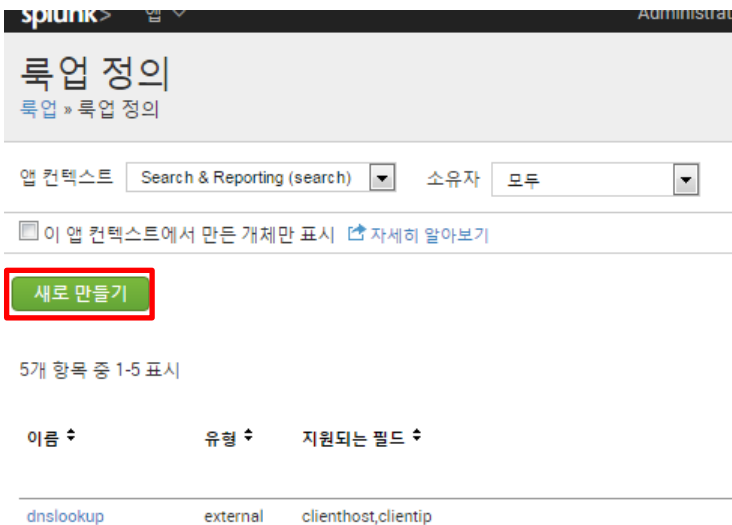 splunk> 앱 Administrat
룩업 정의
룩업 » 룩업 정의
앱 컨텍스트 Search & Reporting (search) 소유자 모두
이 앱 컨텍스트에서 만든 개체만 표시 자세히 알아보기
새로 만들기
5개 항목 중 1-5 표시
이름 유형 지원되는 필드
dnslookup external clienthost,clientip